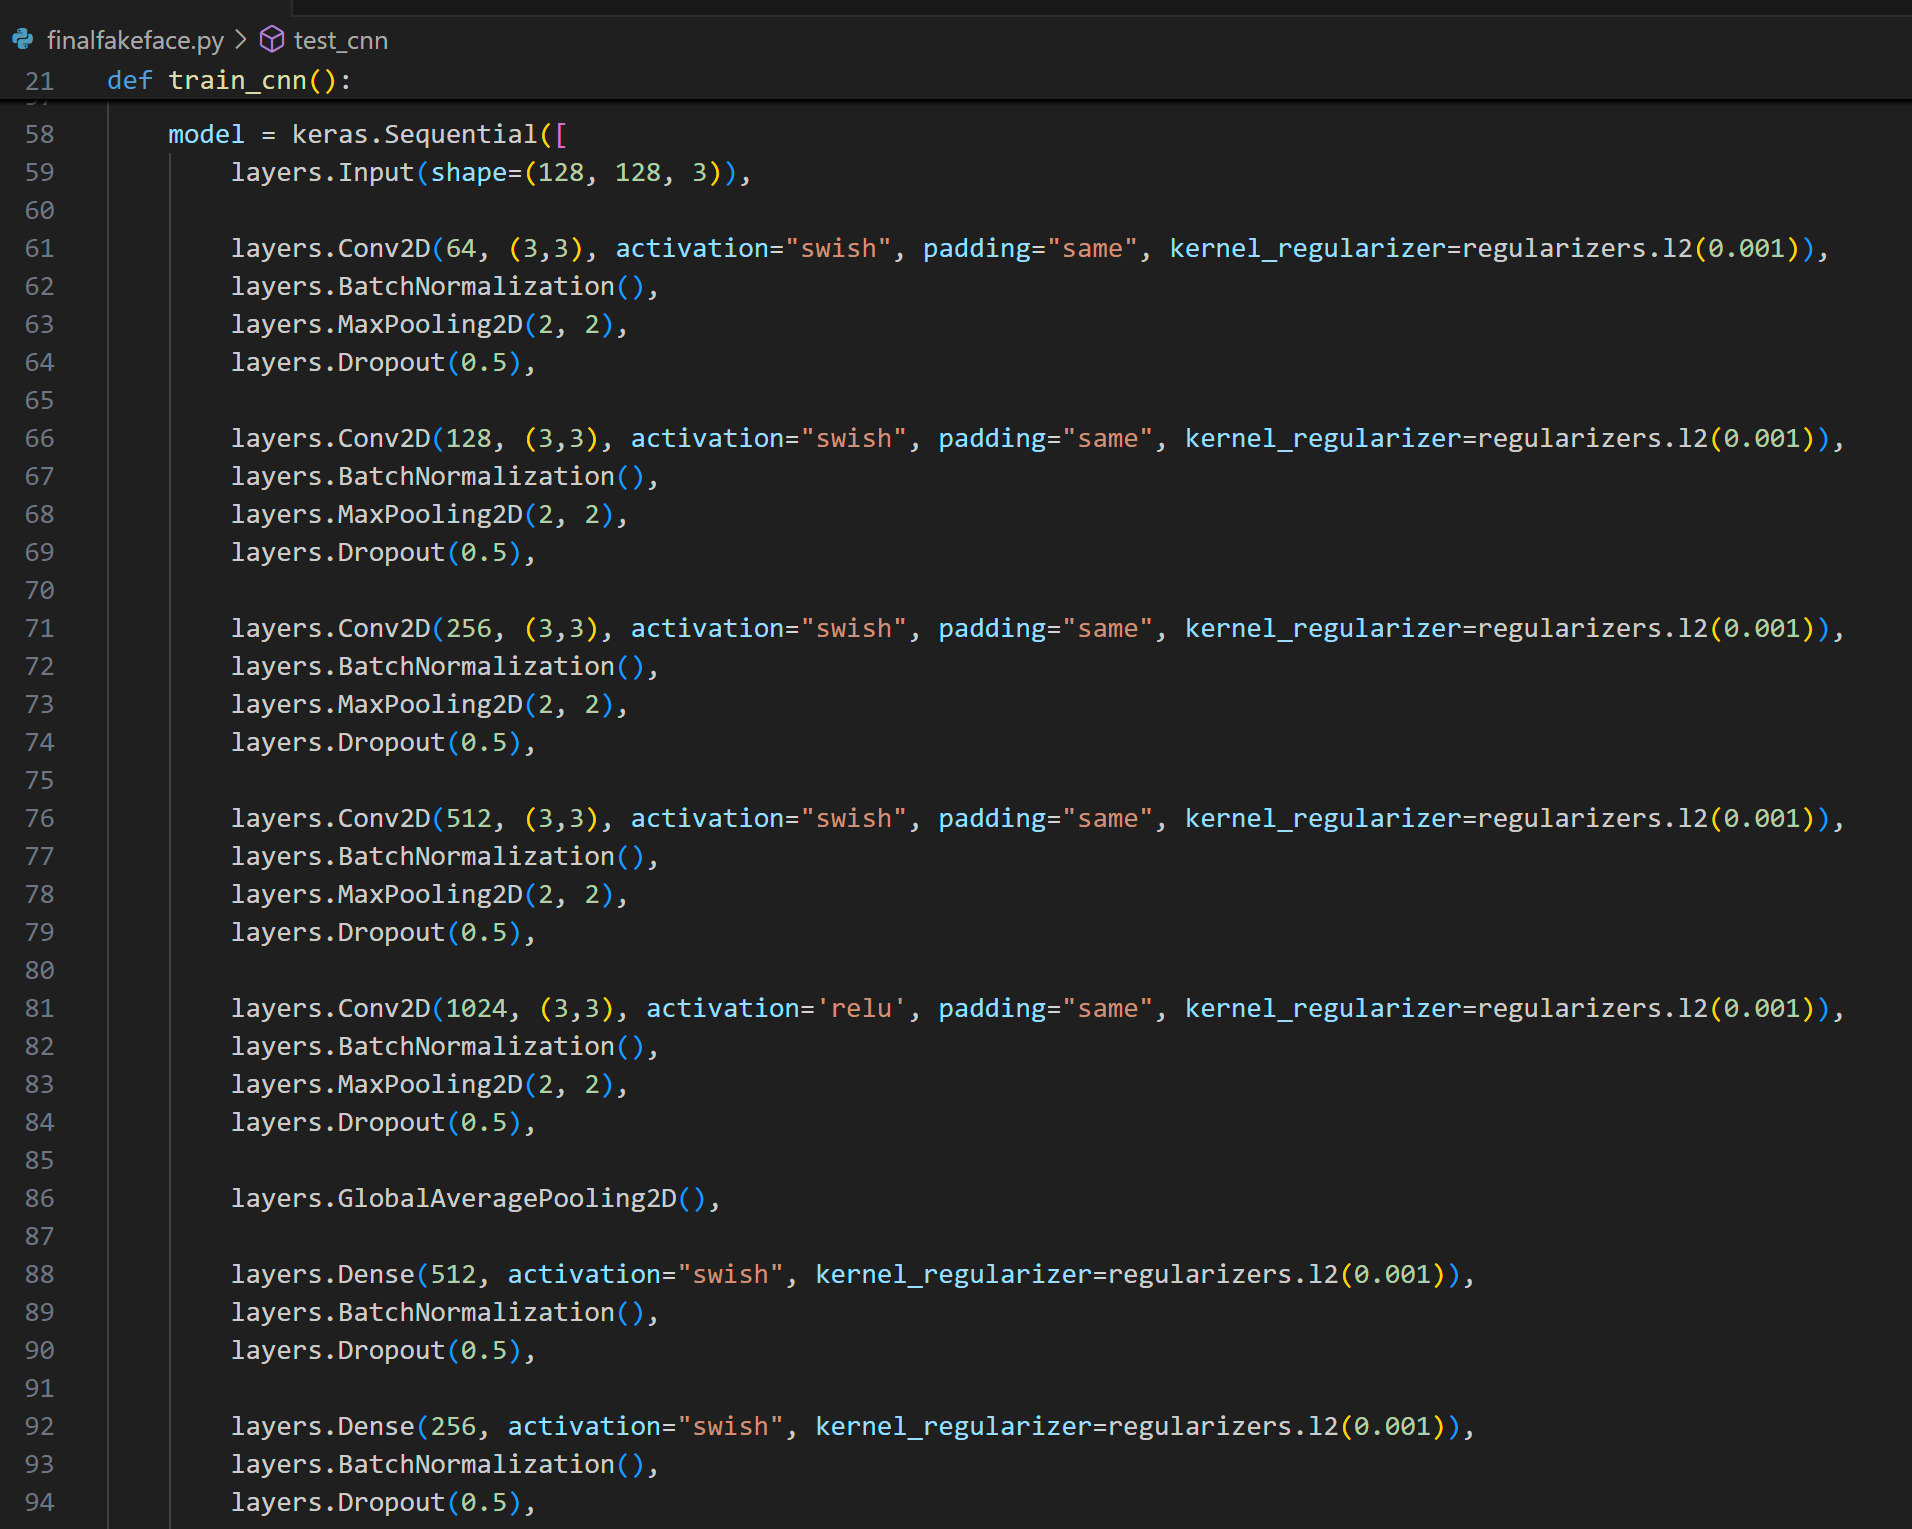 finalfakeface.py > test_cnn
21 def train_cnn():
58 model = keras.Sequential([
59 layers.Input(shape=(128, 128, 3)),
60
61 layers.Conv2D(64, (3,3), activation="swish", padding="same", kernel_regularizer=regularizers.l2(0.001)),
62 layers.BatchNormalization(),
63 layers.MaxPooling2D(2, 2),
64 layers.Dropout(0.5),
65
66 layers.Conv2D(128, (3,3), activation="swish", padding="same", kernel_regularizer=regularizers.l2(0.001)),
67 layers.BatchNormalization(),
68 layers.MaxPooling2D(2, 2),
69 layers.Dropout(0.5),
70
71 layers.Conv2D(256, (3,3), activation="swish", padding="same", kernel_regularizer=regularizers.l2(0.001)),
72 layers.BatchNormalization(),
73 layers.MaxPooling2D(2, 2),
74 layers.Dropout(0.5),
75
76 layers.Conv2D(512, (3,3), activation="swish", padding="same", kernel_regularizer=regularizers.l2(0.001)),
77 layers.BatchNormalization(),
78 layers.MaxPooling2D(2, 2),
79 layers.Dropout(0.5),
80
81 layers.Conv2D(1024, (3,3), activation='relu', padding="same", kernel_regularizer=regularizers.l2(0.001)),
82 layers.BatchNormalization(),
83 layers.MaxPooling2D(2, 2),
84 layers.Dropout(0.5),
85
86 layers.GlobalAveragePooling2D(),
87
88 layers.Dense(512, activation="swish", kernel_regularizer=regularizers.l2(0.001)),
89 layers.BatchNormalization(),
90 layers.Dropout(0.5),
91
92 layers.Dense(256, activation="swish", kernel_regularizer=regularizers.l2(0.001)),
93 layers.BatchNormalization(),
94 layers.Dropout(0.5),